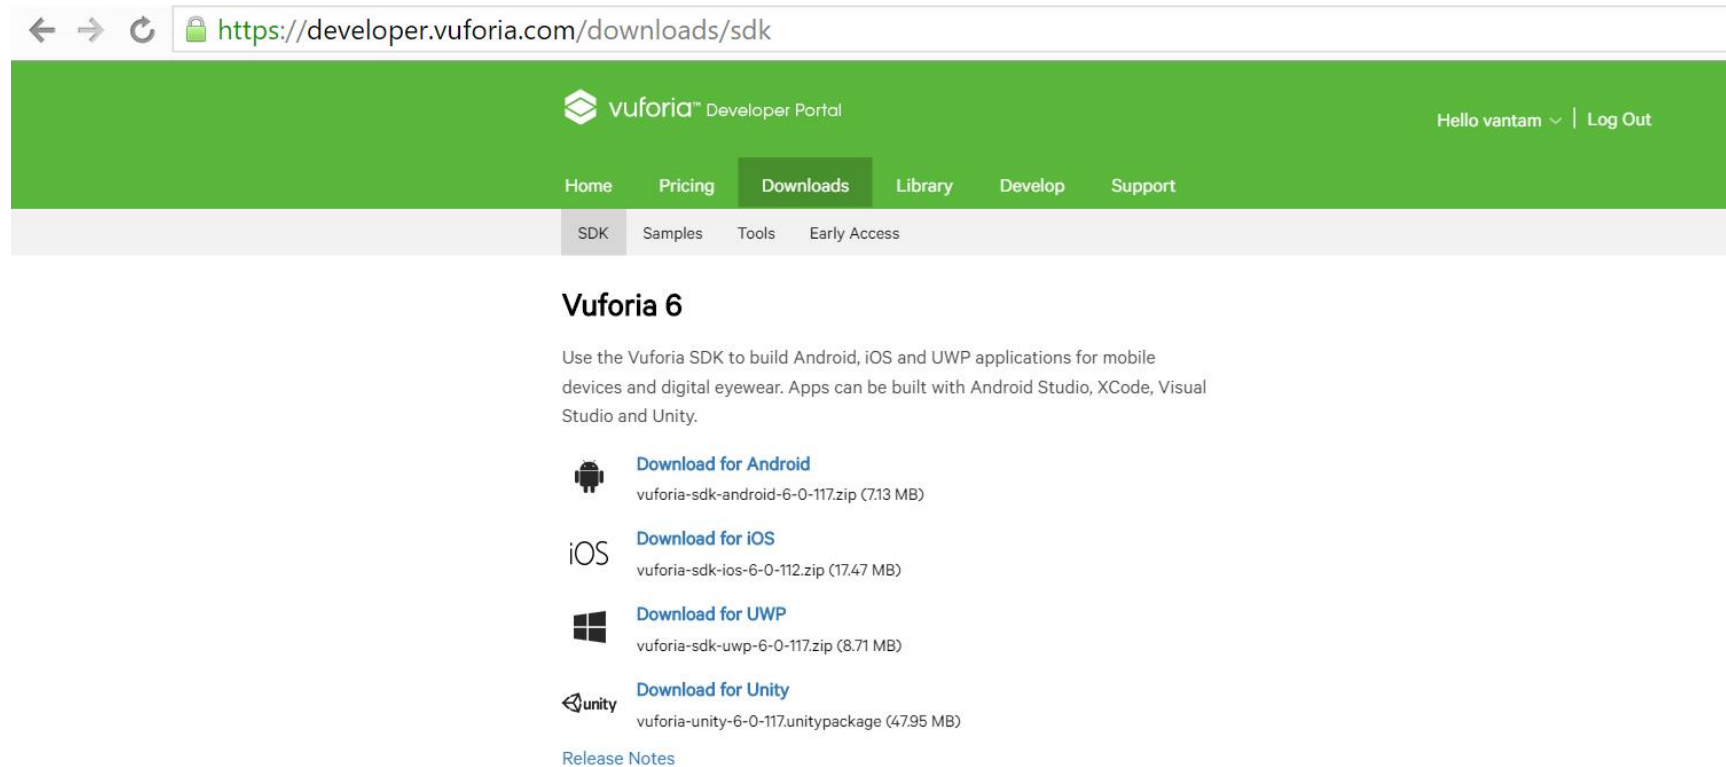 https://developer.vuforia.com/downloads/sdk
vuforia™ Developer Portal
Hello vantam | Log Out
Home Pricing Downloads Library Develop Support
SDK Samples Tools Early Access
Vuforia 6
Use the Vuforia SDK to build Android, iOS and UWP applications for mobile
devices and digital eyewear. Apps can be built with Android Studio, XCode, Visual
Studio and Unity.
Download for Android
vuforia-sdk-android-6-0-117.zip (7.13 MB)
iOS
Download for iOS
vuforia-sdk-ios-6-0-112.zip (17.47 MB)
Download for UWP
vuforia-sdk-uwp-6-0-117.zip (8.71 MB)
unity
Download for Unity
vuforia-unity-6-0-117.unitypackage (47.95 MB)
Release Notes